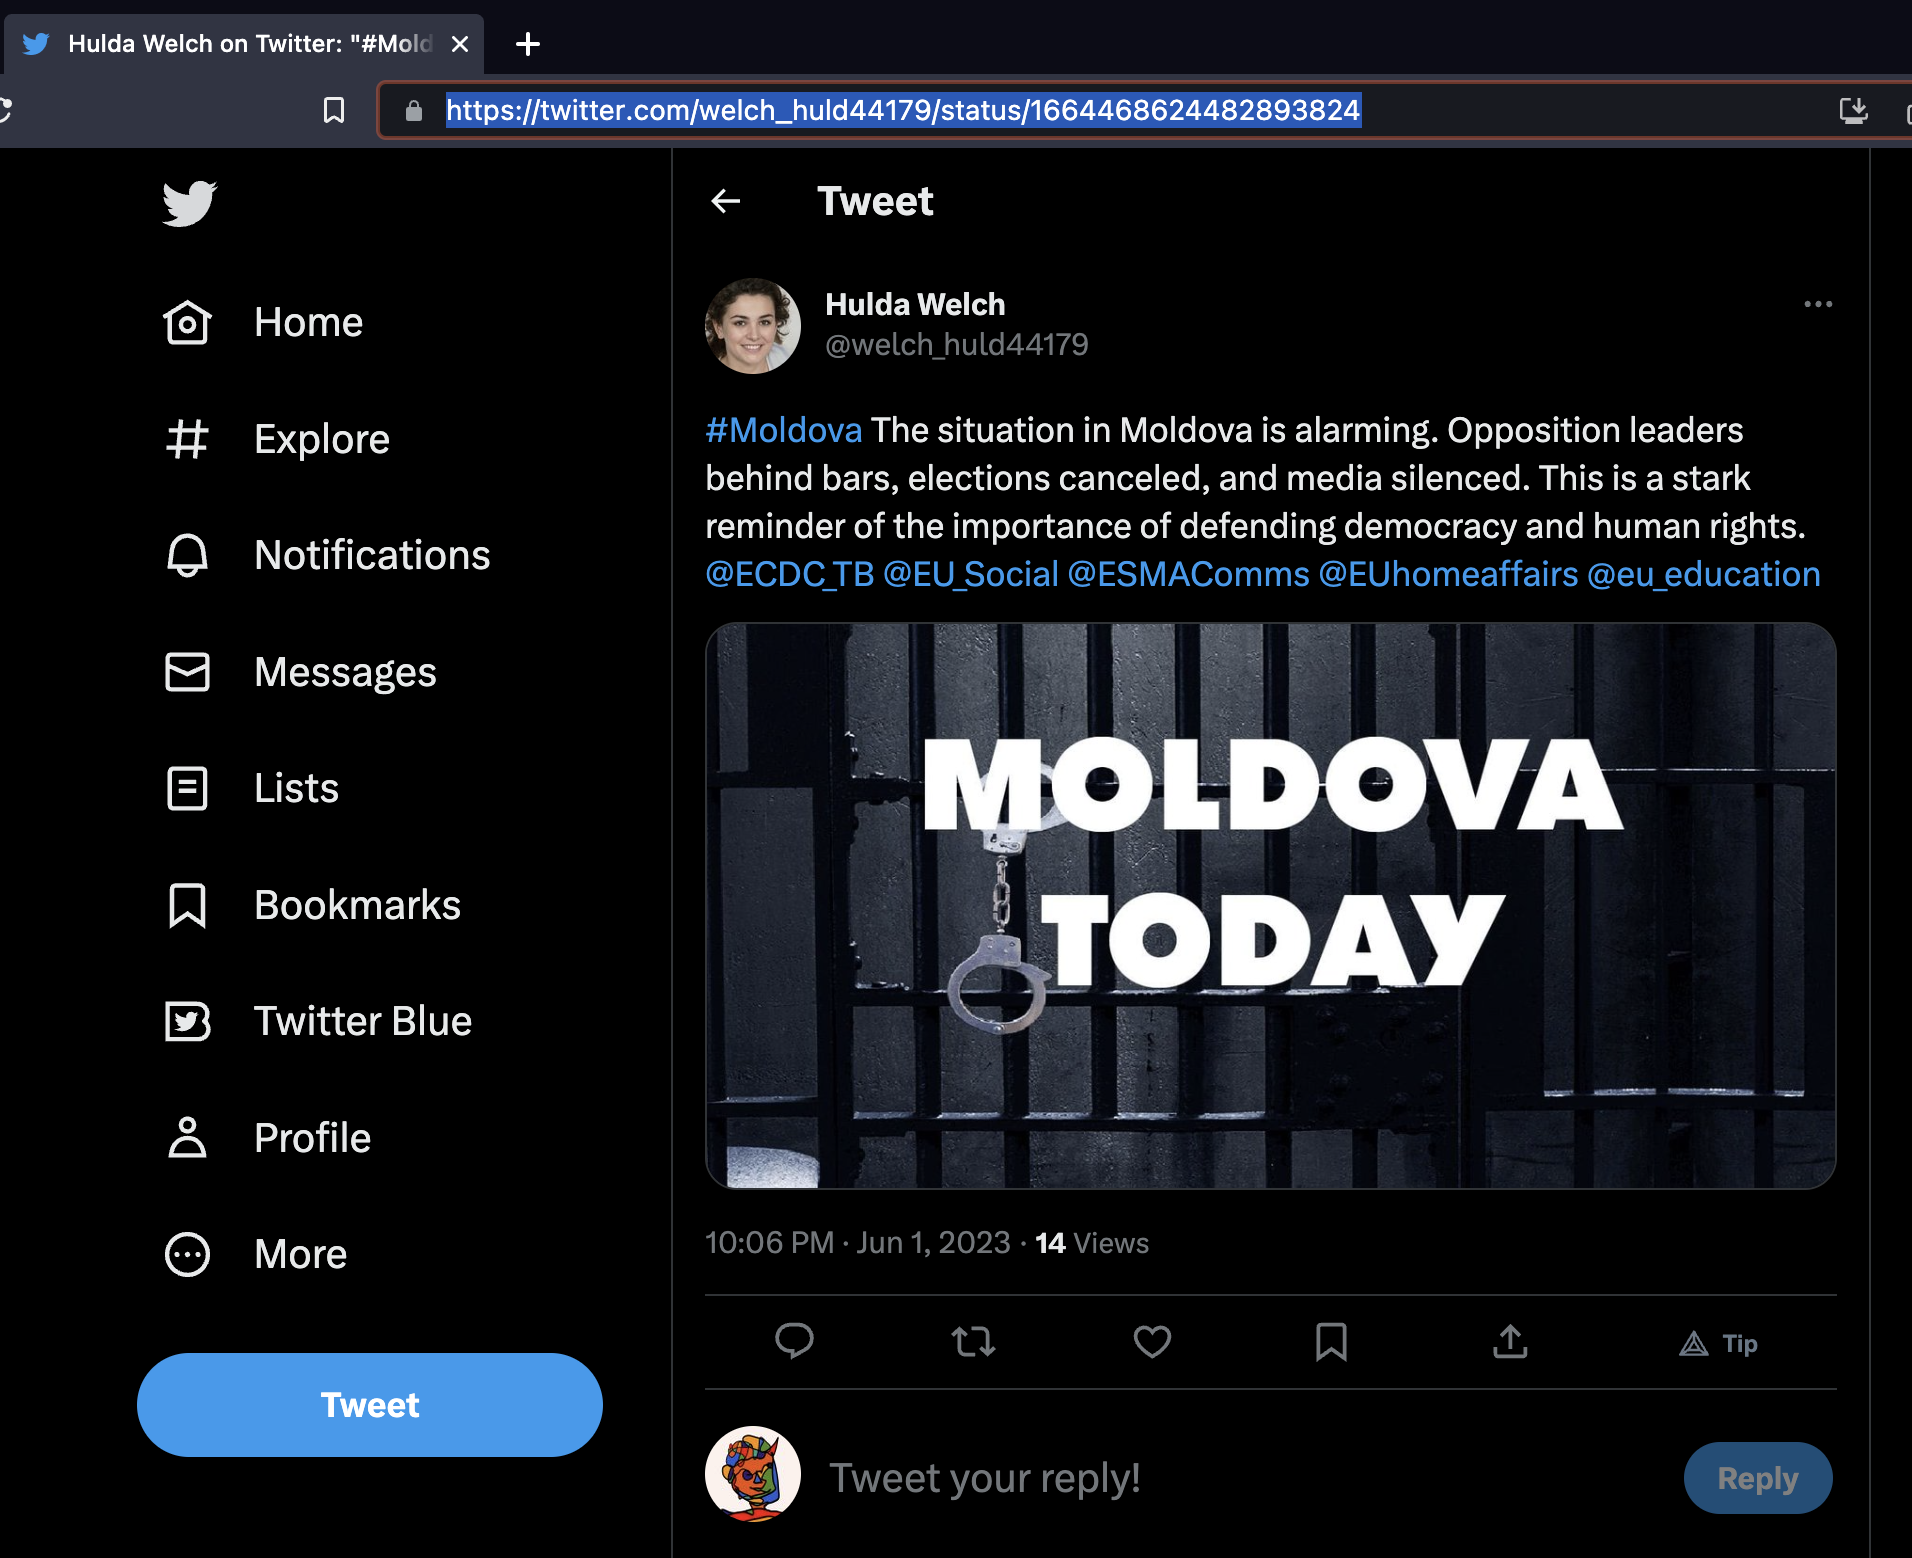 Hulda Welch on Twitter: "#Mold
https://twitter.com/welch_huld44179/status/1664468624482893824
Tweet
Home
Explore
Notifications
Messages
Lists
Bookmarks
Twitter Blue
Profile
More
Tweet
Hulda Welch
@welch_huld44179
#Moldova The situation in Moldova is alarming. Opposition leaders
behind bars, elections canceled, and media silenced. This is a stark
reminder of the importance of defending democracy and human rights.
@ECDC_TB @EU_Social @ESMAComms @EUhomeaffairs @eu_education
MOLDOVA
TODAY
10:06 PM · Jun 1, 2023 · 14 Views
Tip
Tweet your reply!
Reply